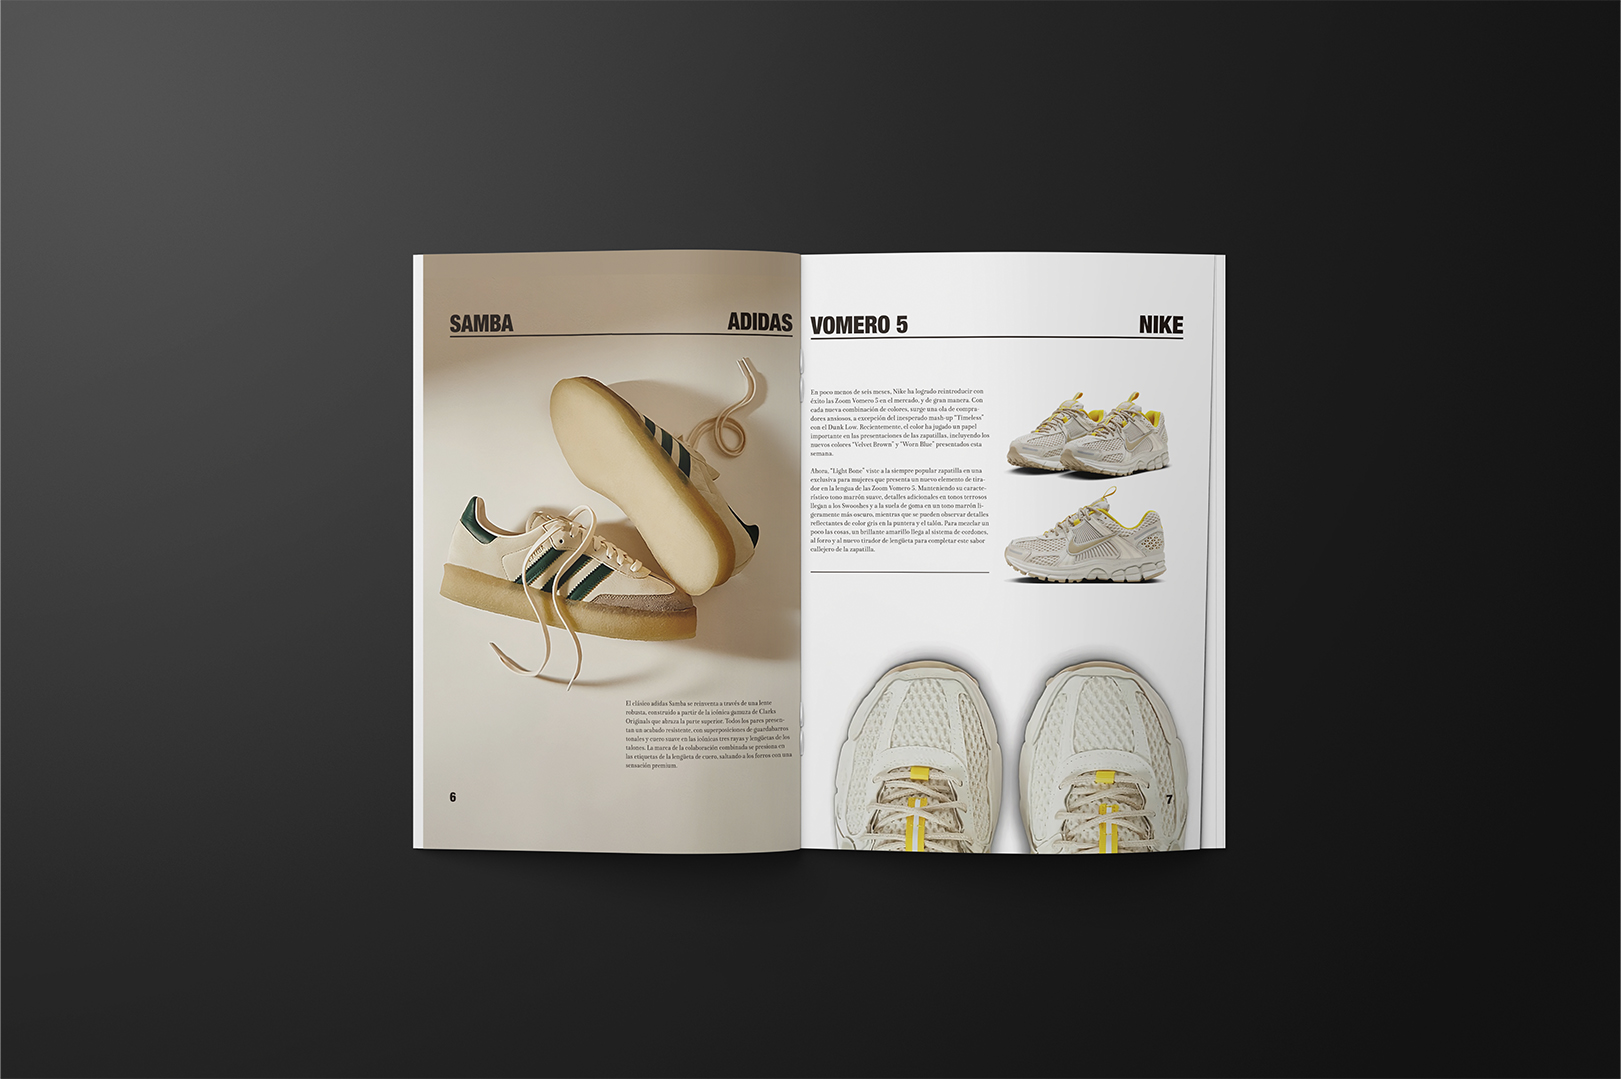 SAMBA ADIDAS
El clásico adidas Samba se reinventa a través de una lente
robusta, construido a partir de la icónica gamuza de Clarks
Originals que abraza la parte superior. Todos los pares presen-
tan un acabado resistente, con superposiciones de guardabarros
tonales y cuero suave en las icónicas tres rayas y lengüetas de los
talones. La marca de la colaboración combinada se presiona en
las etiquetas de la lengüeta de cuero, saltando a los forros con una
sensación premium.
6
VOMERO 5 NIKE
En poco menos de seis meses, Nike ha logrado reintroducir con
éxito las Zoom Vomero 5 en el mercado, y de gran manera. Con
cada nueva combinación de colores, surge una ola de compra-
dores ansiosos, a excepción del inesperado mash-up "Timeless"
con el Dunk Low. Recientemente, el color ha jugado un papel
importante en las presentaciones de las zapatillas, incluyendo los
nuevos colores "Velvet Brown" y "Worn Blue" presentados esta
semana.
Ahora, "Light Bone" viste a la siempre popular zapatilla en una
exclusiva para mujeres que presenta un nuevo elemento de tira-
dor en la lengua de las Zoom Vomero 5. Manteniendo su caracte-
rístico tono marrón suave, detalles adicionales en tonos terrosos
llegan a los Swooshes y a la suela de goma en un tono marrón li-
geramente más oscuro, mientras que se pueden observar detalles
reflectantes de color gris en la puntera y el talón. Para mezclar un
poco las cosas, un brillante amarillo llega al sistema de cordones,
al forro y al nuevo tirador de lengüeta para completar este sabor
callejero de la zapatilla.
7